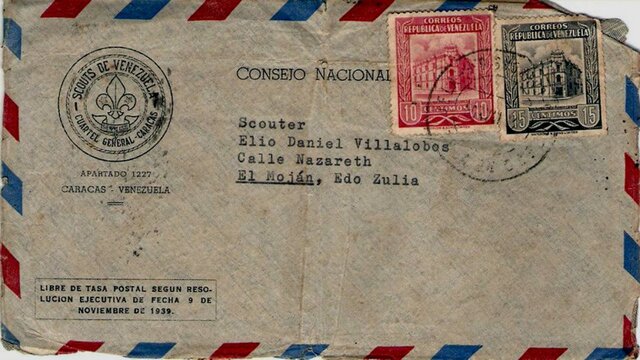 SCOUTS DE VENEZUELA
CUARTEL GENERAL - CARACAS
APARTADO 1227
CARACAS - VENEZUELA
CONSEJO NACIONAL
CORREOS
REPUBLICA DE VENEZUELA
10 CENTIMOS 10
CORREOS
REPUBLICA DE VENEZUELA
15 CENTIMOS 15
Scouter
Elio Daniel Villalobos
Calle Nazareth
El Moján, Edo Zulia
LIBRE DE TASA POSTAL SEGUN RESO-
LUCION EJECUTIVA DE FECHA 9 DE
NOVIEMBRE DE 1939.